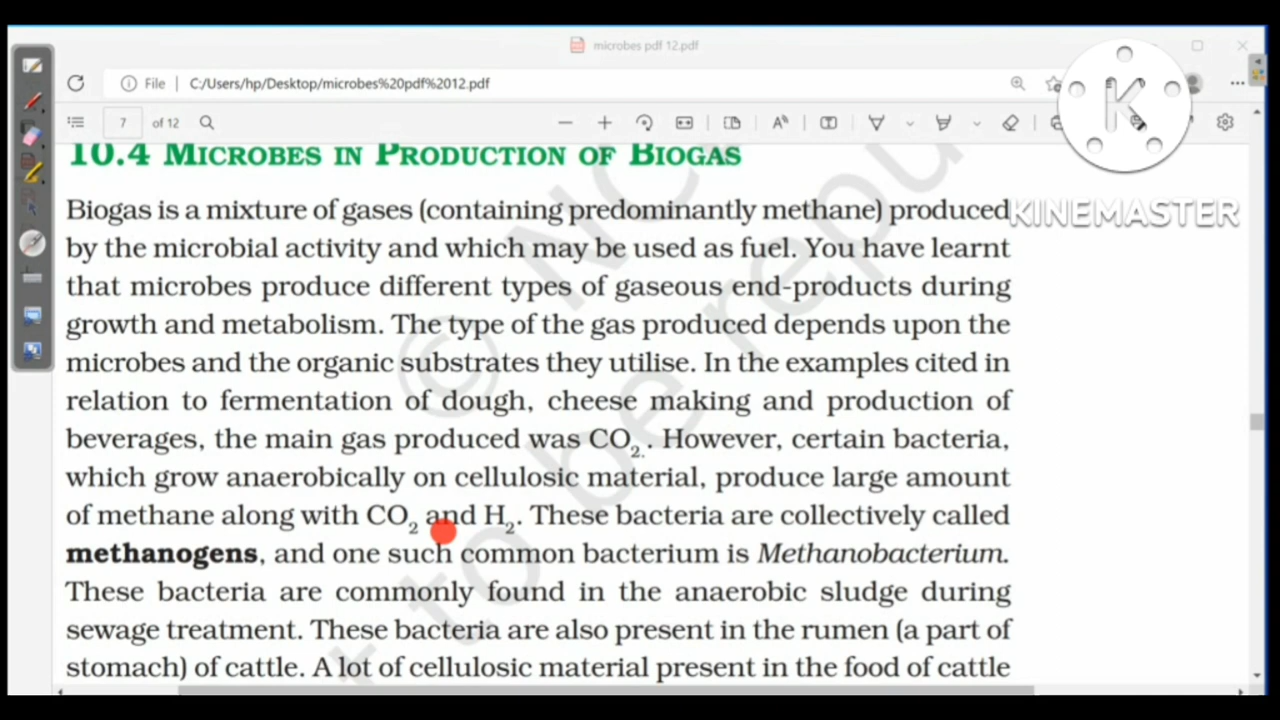 microbes pdf 12.pdf
File | C:/Users/hp/Desktop/microbes%20pdf%2012.pdf
7 of 12
K
KINEMASTER
10.4 MICROBES IN PRODUCTION OF BIOGAS
Biogas is a mixture of gases (containing predominantly methane) produced
by the microbial activity and which may be used as fuel. You have learnt
that microbes produce different types of gaseous end-products during
growth and metabolism. The type of the gas produced depends upon the
microbes and the organic substrates they utilise. In the examples cited in
relation to fermentation of dough, cheese making and production of
beverages, the main gas produced was CO₂. However, certain bacteria,
which grow anaerobically on cellulosic material, produce large amount
of methane along with CO₂ and H₂. These bacteria are collectively called
methanogens, and one such common bacterium is Methanobacterium.
These bacteria are commonly found in the anaerobic sludge during
sewage treatment. These bacteria are also present in the rumen (a part of
stomach) of cattle. A lot of cellulosic material present in the food of cattle
© NC
to be repu